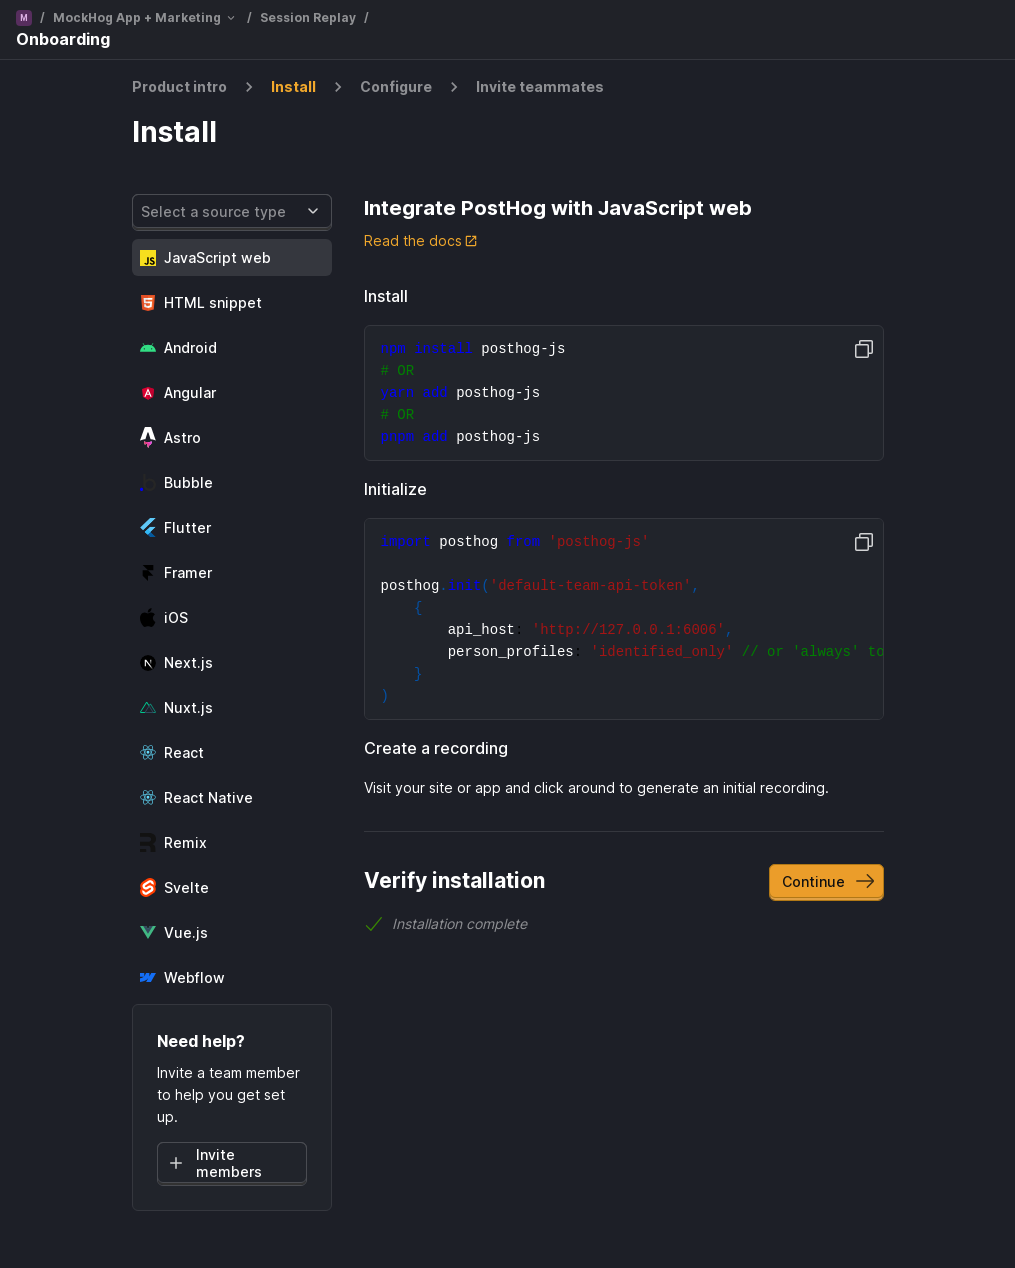 M / MockHog App + Marketing / Session Replay /
Onboarding
Product intro Install Configure Invite teammates
Install
Select a source type
JS JavaScript web
HTML snippet
Android
Angular
Astro
Bubble
Flutter
Framer
iOS
Next.js
Nuxt.js
React
React Native
Remix
Svelte
Vue.js
Webflow
Need help?
Invite a team member
to help you get set
up.
Invite
members
Integrate PostHog with JavaScript web
Read the docs
Install
npm install posthog-js
# OR
yarn add posthog-js
# OR
pnpm add posthog-js
Initialize
import posthog from 'posthog-js'
posthog.init('default-team-api-token',
{
api_host: 'http://127.0.0.1:6006',
person_profiles: 'identified_only' // or 'always' to
}
)
Create a recording
Visit your site or app and click around to generate an initial recording.
Verify installation
Continue
Installation complete